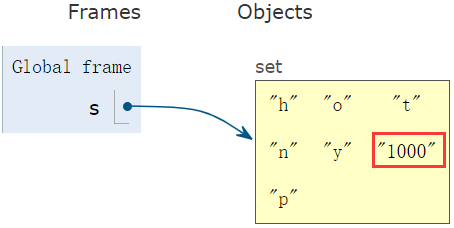 Frames Objects
Global frame
s
set
"h" "o" "t"
"n" "y" "1000"
"p"